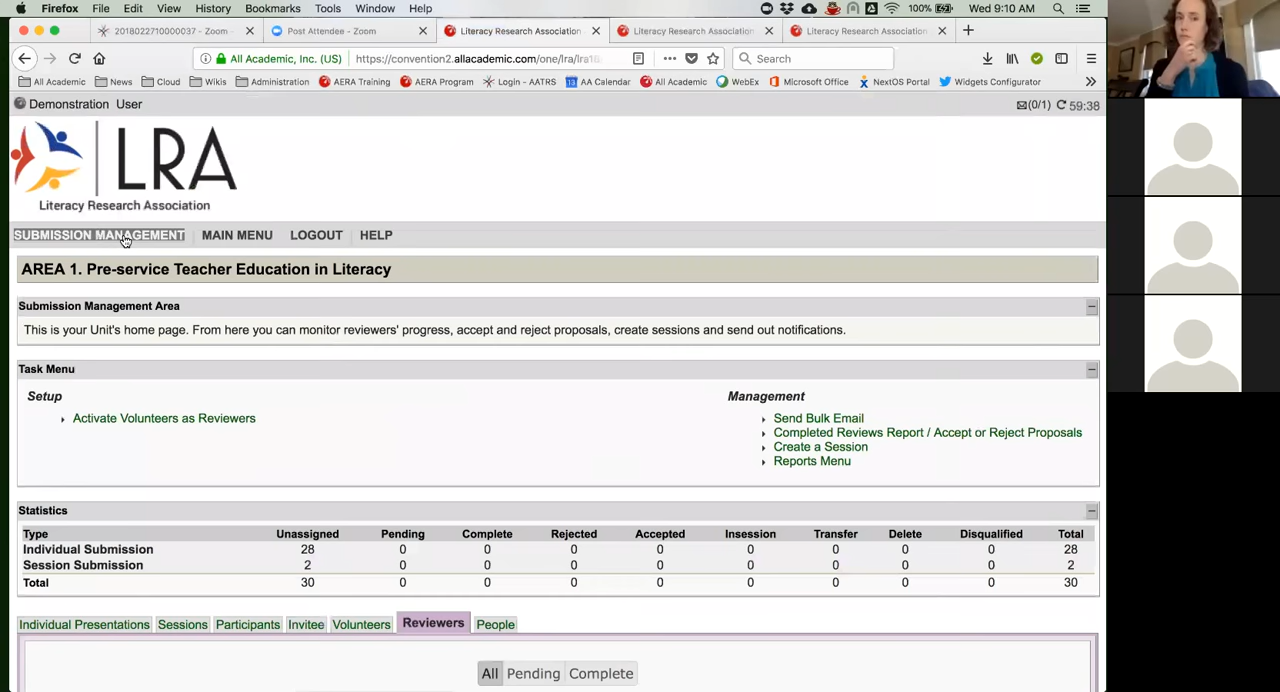 Firefox File Edit View History Bookmarks Tools Window Help 100% Wed 9:10 AM
2018022710000037 - Zoom Post Attendee - Zoom Literacy Research Association Literacy Research Association Literacy Research Association
All Academic, Inc. (US) https://convention2.allacademic.com/one/lra/ Search
All Academic News Cloud Wikis Administration AERA Training AERA Program Login - AATRS AA Calendar All Academic WebEx Microsoft Office NextOS Portal Widgets Configurator
Demonstration User (0/1) 59:38
LRA
Literacy Research Association
SUBMISSION MANAGEMENT MAIN MENU LOGOUT HELP
AREA 1. Pre-service Teacher Education in Literacy
Submission Management Area
This is your Unit's home page. From here you can monitor reviewers' progress, accept and reject proposals, create sessions and send out notifications.
Task Menu
Setup Management
Activate Volunteers as Reviewers Send Bulk Email
Completed Reviews Report / Accept or Reject Proposals
Create a Session
Reports Menu
Statistics
Type Unassigned Pending Complete Rejected Accepted Insession Transfer Delete Disqualified Total
Individual Submission 28 0 0 0 0 0 0 0 0 28
Session Submission 2 0 0 0 0 0 0 0 0 2
Total 30 0 0 0 0 0 0 0 0 30
Individual Presentations Sessions Participants Invitee Volunteers Reviewers People
All Pending Complete